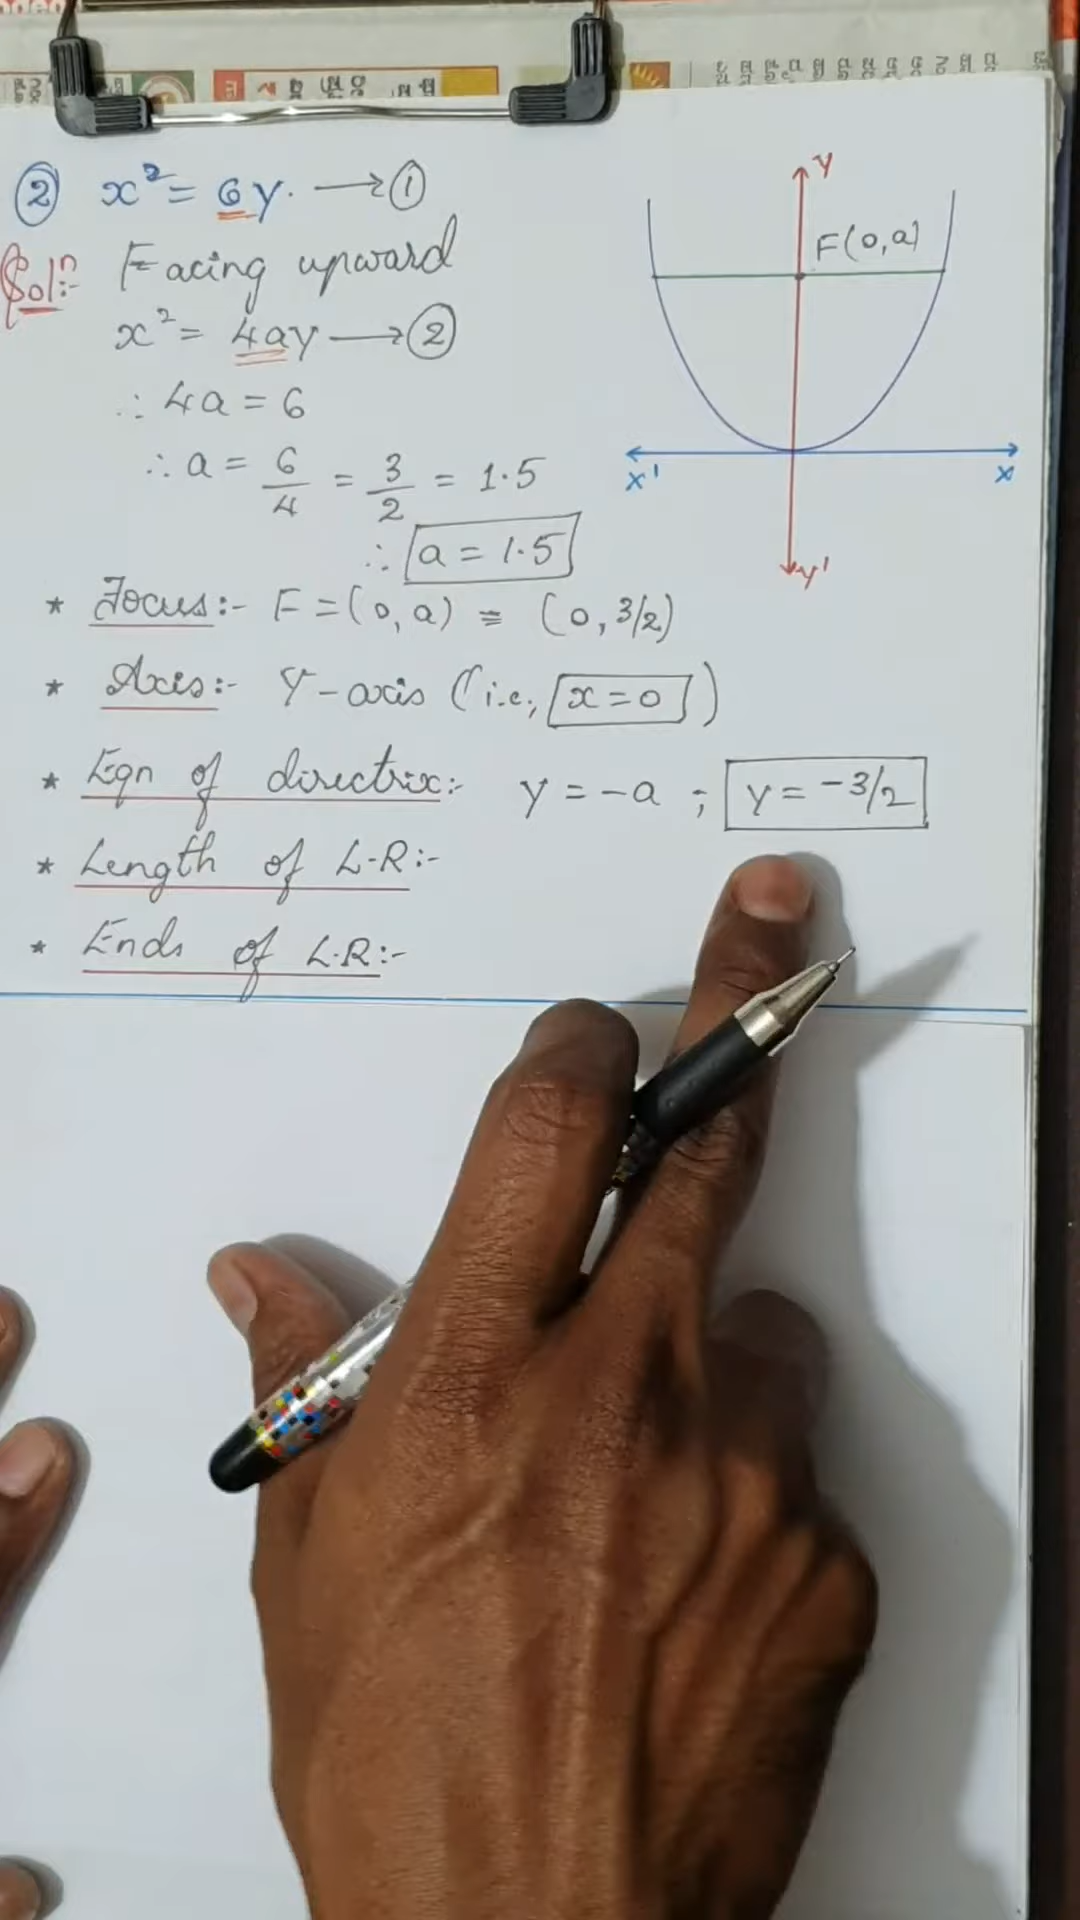 ② x² = 6y. → ①
Solⁿ:- Facing upward
x² = 4ay → ②
∴ 4a = 6
∴ a = 6/4 = 3/2 = 1.5
∴ a = 1.5
* Focus:- F = (0, a) = (0, 3/2)
* Axis:- Y-axis (i.e., x = 0)
* Eqn of directrix:- y = -a ; y = -3/2
* Length of L.R:-
* Ends of L.R:-
Y
F(0, a)
X'
X
Y'